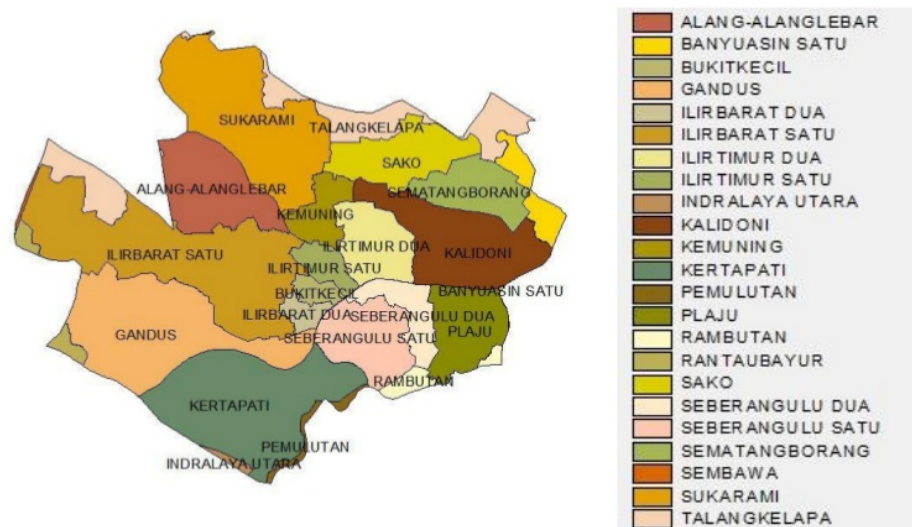 SUKARAMI
TALANGKELAPA
SAKO
ALANG-ALANGLEBAR
SEMATANGBORANG
KEMUNING
ILIRTIMUR DUA
KALIDONI
ILIRBARAT SATU
ILIRTIMUR SATU
BUKITKECIL
BANYUASIN SATU
ILIRBARAT DUA
SEBERANGULU DUA
GANDUS
PLAJU
SEBERANGULU SATU
RAMBUTAN
KERTAPATI
PEMULUTAN
INDRALAYA UTARA
ALANG-ALANGLEBAR
BANYUASIN SATU
BUKITKECIL
GANDUS
ILIRBARAT DUA
ILIRBARAT SATU
ILIRTIMUR DUA
ILIRTIMUR SATU
INDRALAYA UTARA
KALIDONI
KEMUNING
KERTAPATI
PEMULUTAN
PLAJU
RAMBUTAN
RANTAUBAYUR
SAKO
SEBERANGULU DUA
SEBERANGULU SATU
SEMATANGBORANG
SEMBAWA
SUKARAMI
TALANGKELAPA